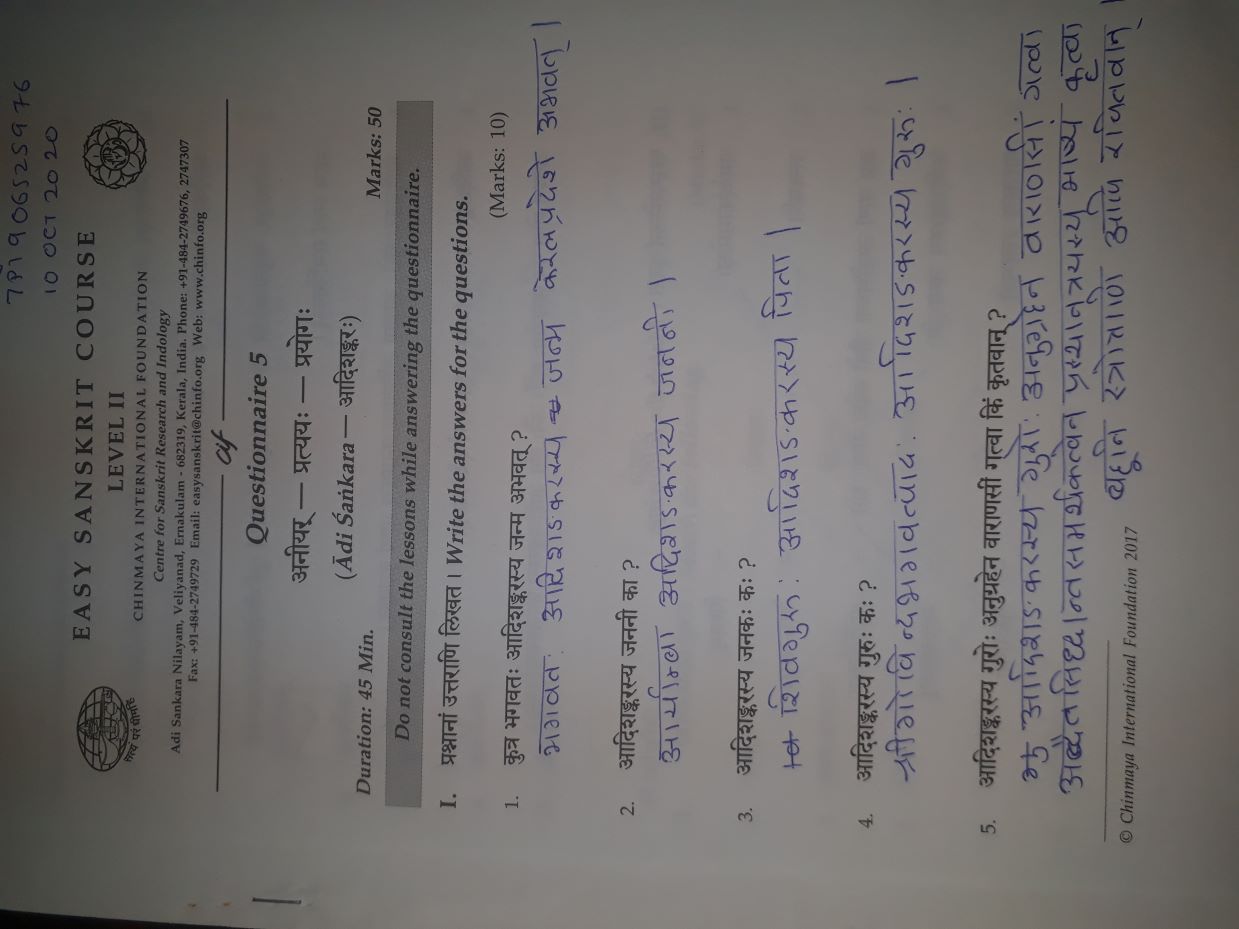 7P1906525976
10 OCT 2020
EASY SANSKRIT COURSE
LEVEL II
CHINMAYA INTERNATIONAL FOUNDATION
Centre for Sanskrit Research and Indology
Adi Sankara Nilayam, Veliyanad, Ernakulam - 682319, Kerala, India. Phone: +91-484-2749676, 2747307
Fax: +91-484-2749729 Email: easysanskrit@chinfo.org Web: www.chinfo.org
सत्यं परं धीमहि
cif
Questionnaire 5
अनीयर् — प्रत्ययः — प्रयोगः
(Ādi Śaṅkara — आदिशङ्करः)
Duration: 45 Min. Marks: 50
Do not consult the lessons while answering the questionnaire.
I. प्रश्नानां उत्तराणि लिखत । Write the answers for the questions.
(Marks: 10)
1. कुत्र भगवतः आदिशङ्करस्य जन्म अभवत् ?
भगवतः आदिशङ्करस्य जन्म केरलप्रदेशे अभवत् ।
2. आदिशङ्करस्य जननी का ?
आर्याम्बा आदिशङ्करस्य जननी ।
3. आदिशङ्करस्य जनकः कः ?
शिवगुरुः आदिशङ्करस्य पिता ।
4. आदिशङ्करस्य गुरुः कः ?
श्रीगोविन्दभगवत्पादः आदिशङ्करस्य गुरुः ।
5. आदिशङ्करस्य गुरोः अनुग्रहेन वाराणसीं गत्वा किं कृतवान् ?
आदिशङ्करस्य गुरोः अनुग्रहेन वाराणसीं गत्वा
अद्वैतसिध्दान्तसमर्थकत्वेन प्रस्थानत्रयस्य भाष्यं कृत्वा
बहूनि स्त्रोत्राणि अपि रचितवान् ।
© Chinmaya International Foundation 2017